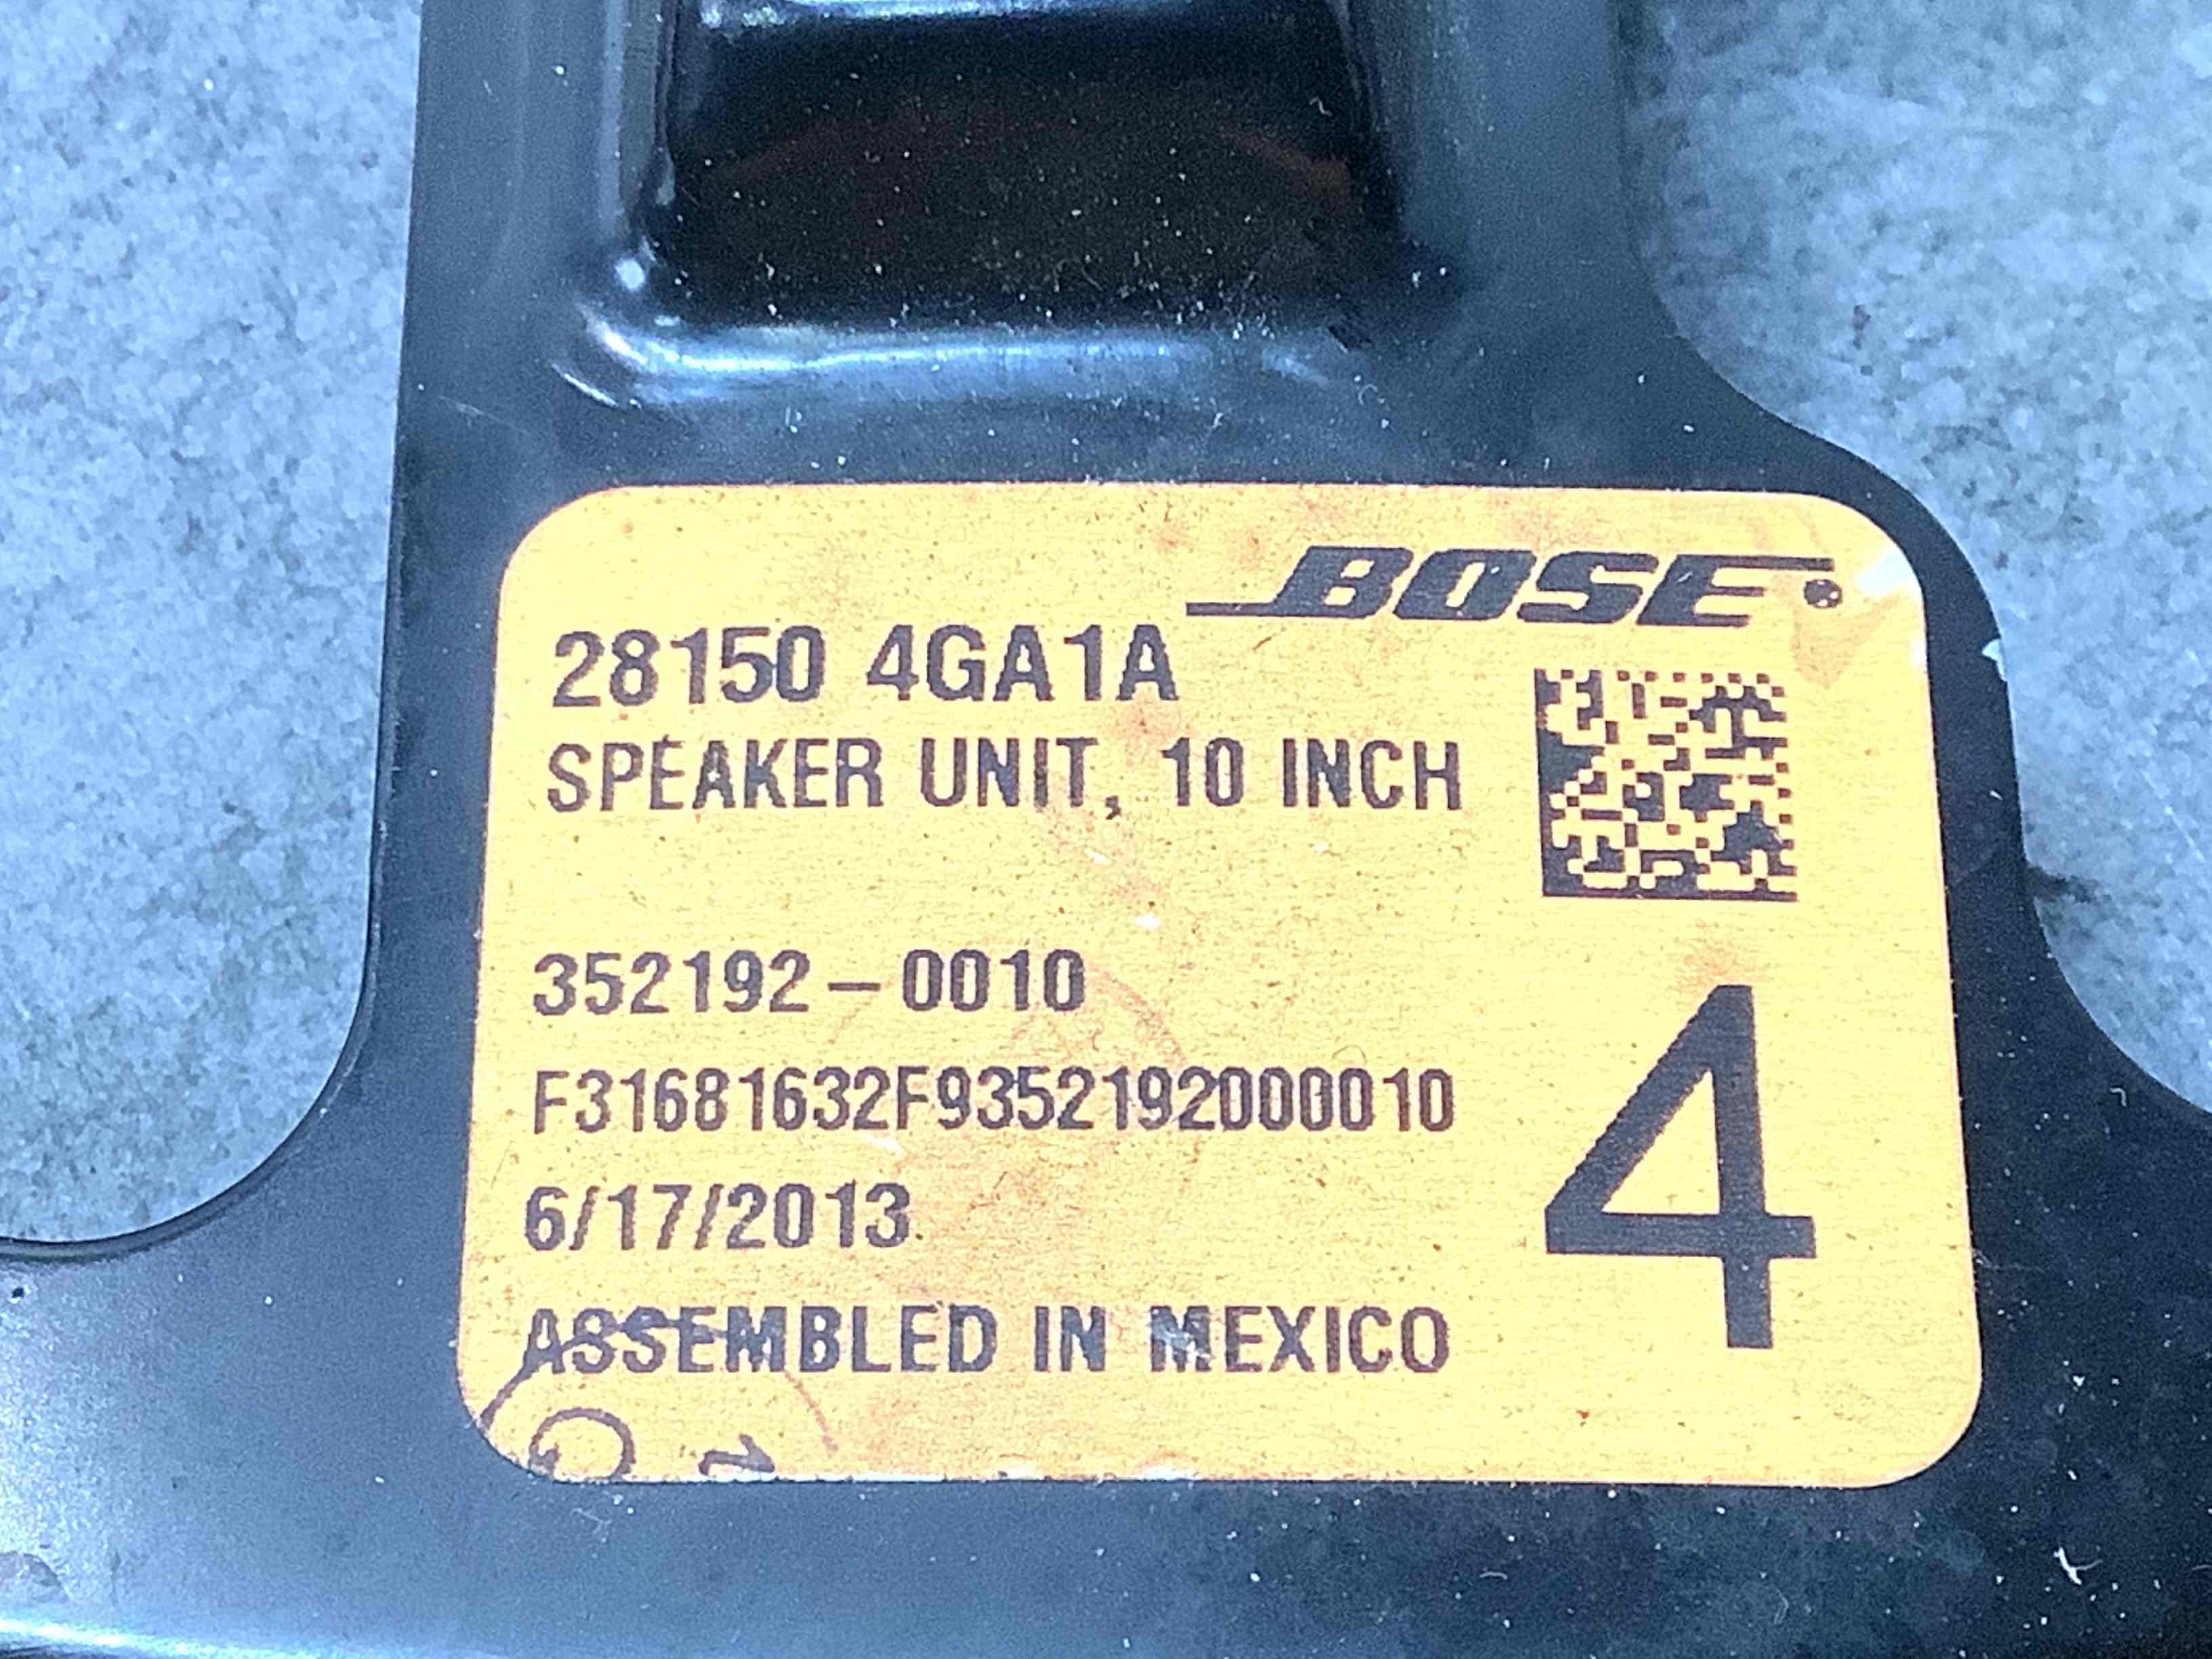 BOSE
28150 4GA1A
SPEAKER UNIT, 10 INCH
352192-0010
F31681632F9352192000010
6/17/2013
4
ASSEMBLED IN MEXICO